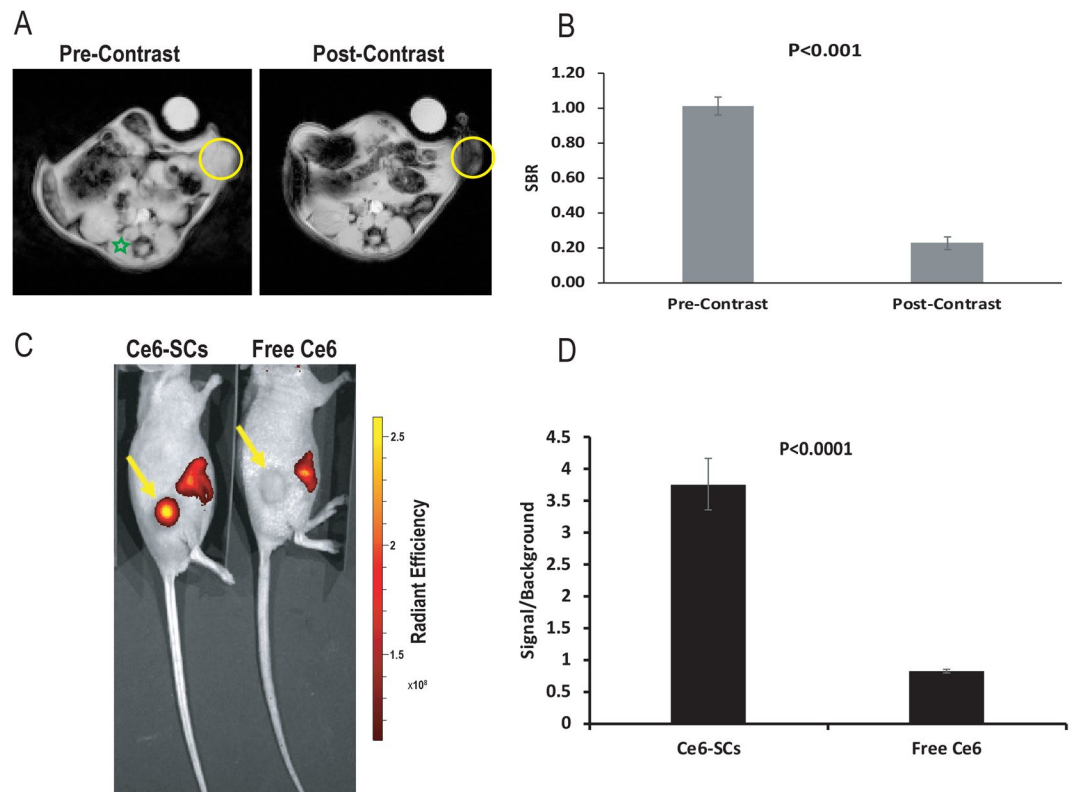 A
Pre-Contrast
Post-Contrast
B
P<0.001
SBR
1.20
1.00
0.80
0.60
0.40
0.20
0.00
Pre-Contrast
Post-Contrast
C
Ce6-SCs
Free Ce6
2.5
2
1.5
x10⁸
Radiant Efficiency
D
P<0.0001
Signal/Background
4.5
4
3.5
3
2.5
2
1.5
1
0.5
0
Ce6-SCs
Free Ce6